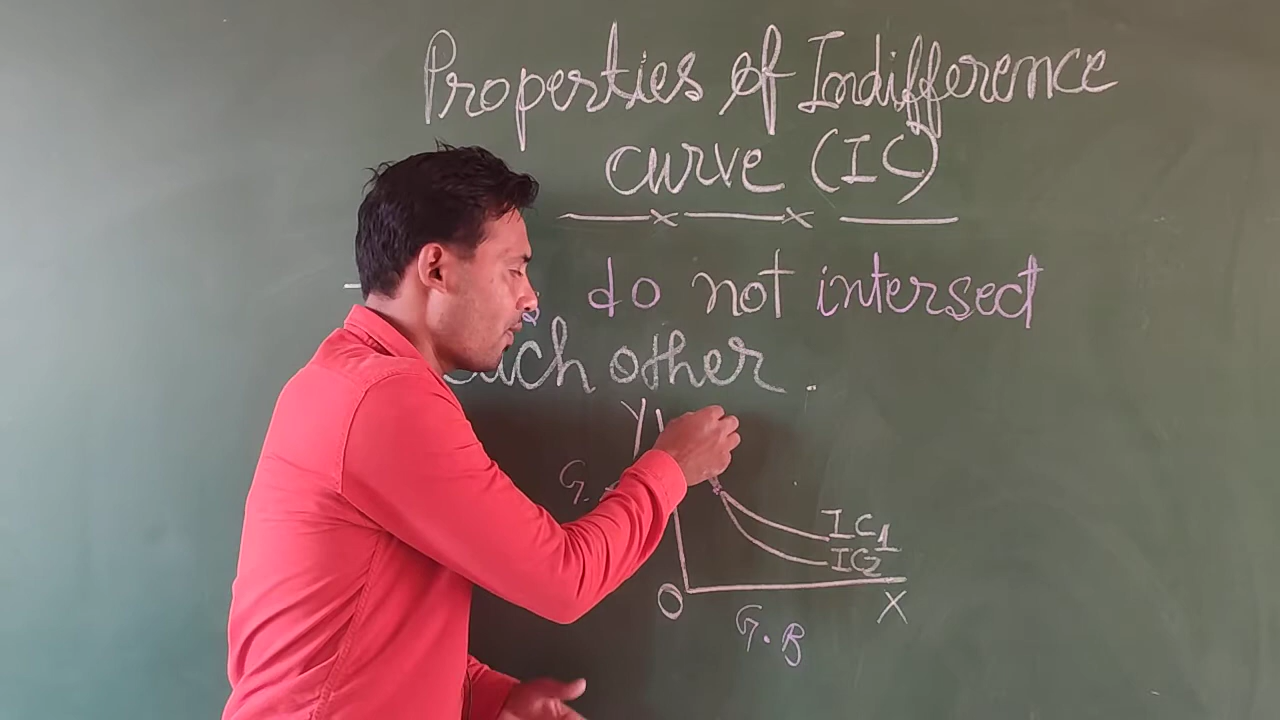 Properties of Indifference
curve (IC)
do not intersect
each other.
Y
G.
IC1
IC2
O
X
G.B